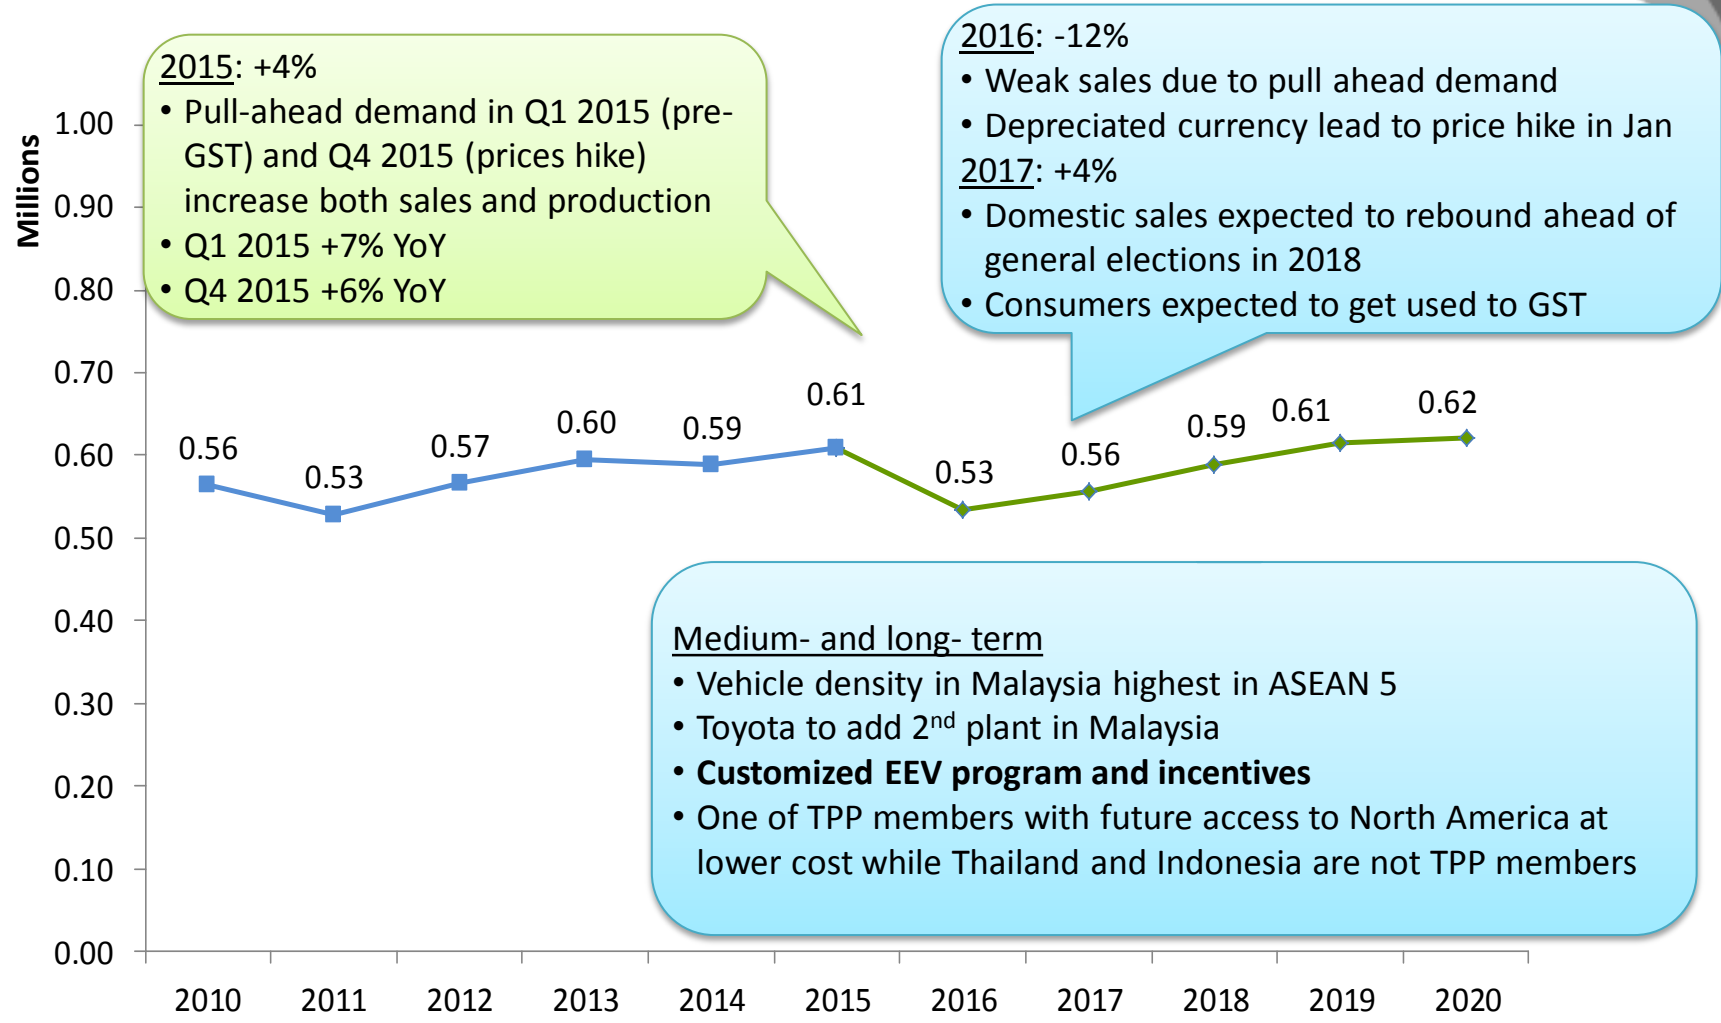 2015: +4%
• Pull-ahead demand in Q1 2015 (pre-
GST) and Q4 2015 (prices hike)
increase both sales and production
• Q1 2015 +7% YoY
• Q4 2015 +6% YoY
2016: -12%
• Weak sales due to pull ahead demand
• Depreciated currency lead to price hike in Jan
2017: +4%
• Domestic sales expected to rebound ahead of
general elections in 2018
• Consumers expected to get used to GST
Millions
1.00
0.90
0.80
0.70
0.60
0.50
0.40
0.30
0.20
0.10
0.00
0.56
0.53
0.57
0.60
0.59
0.61
0.53
0.56
0.59
0.61
0.62
Medium- and long- term
• Vehicle density in Malaysia highest in ASEAN 5
• Toyota to add 2nd plant in Malaysia
• Customized EEV program and incentives
• One of TPP members with future access to North America at
lower cost while Thailand and Indonesia are not TPP members
2010 2011 2012 2013 2014 2015 2016 2017 2018 2019 2020